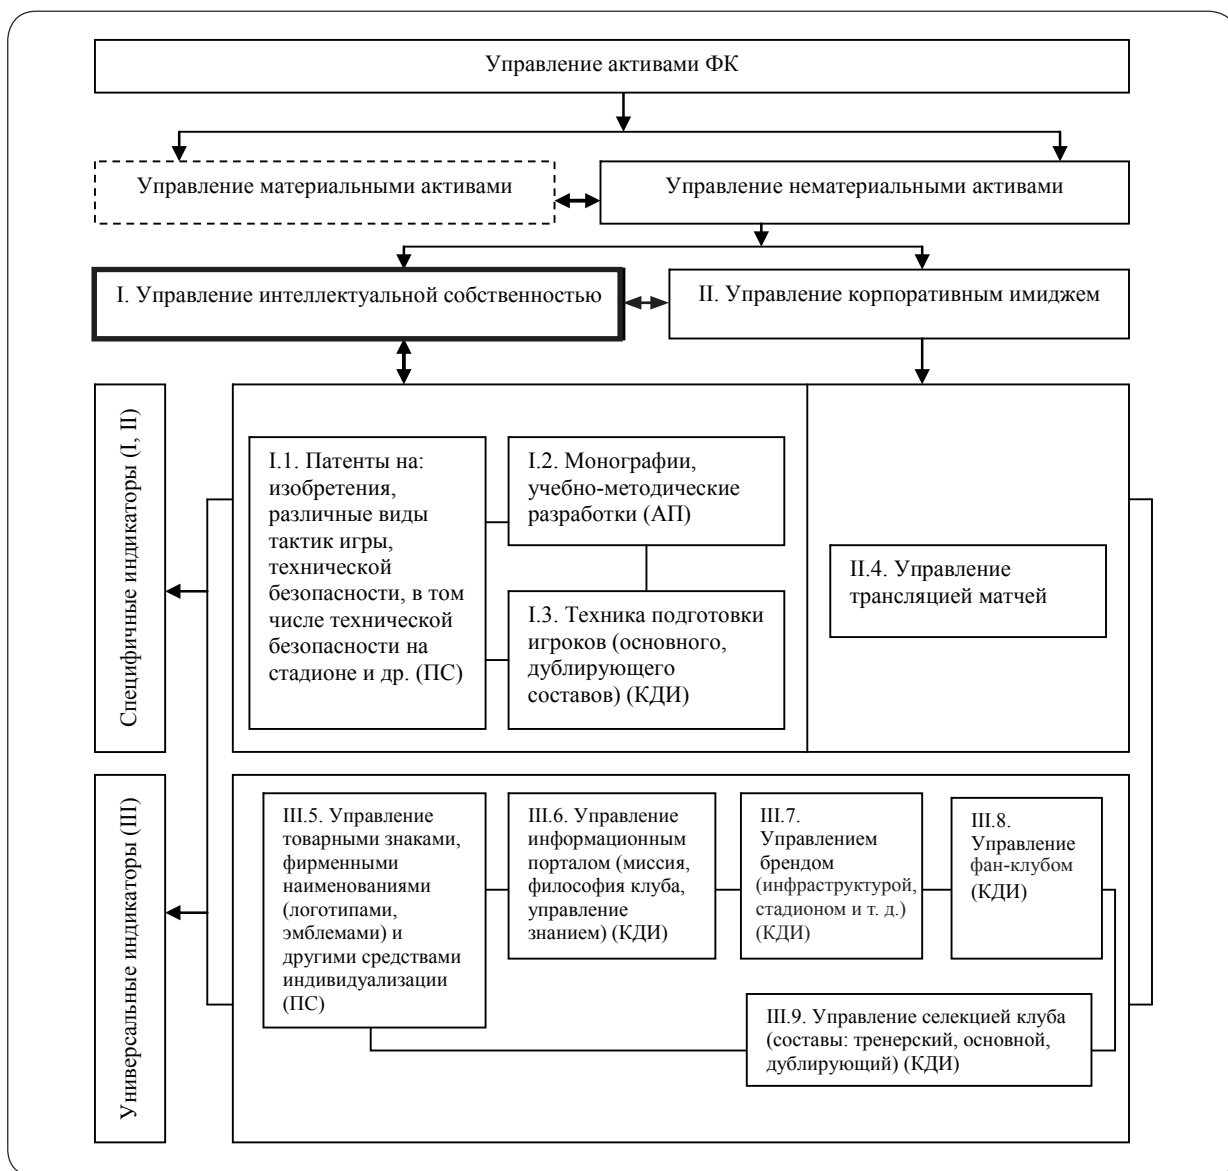 Управление активами ФК
Управление материальными активами
Управление нематериальными активами
I. Управление интеллектуальной собственностью
II. Управление корпоративным имиджем
Специфичные индикаторы (I, II)
I.1. Патенты на:
изобретения,
различные виды
тактик игры,
технической
безопасности, в том
числе технической
безопасности на
стадионе и др. (ПС)
I.2. Монографии,
учебно-методические
разработки (АП)
I.3. Техника подготовки
игроков (основного,
дублирующего
составов) (КДИ)
II.4. Управление
трансляцией матчей
Универсальные индикаторы (III)
III.5. Управление
товарными знаками,
фирменными
наименованиями
(логотипами,
эмблемами) и
другими средствами
индивидуализации
(ПС)
III.6. Управление
информационным
порталом (миссия,
философия клуба,
управление
знанием) (КДИ)
III.7.
Управлением
брендом
(инфраструктурой,
стадионом и т. д.)
(КДИ)
III.8.
Управление
фан-клубом
(КДИ)
III.9. Управление селекцией клуба
(составы: тренерский, основной,
дублирующий) (КДИ)